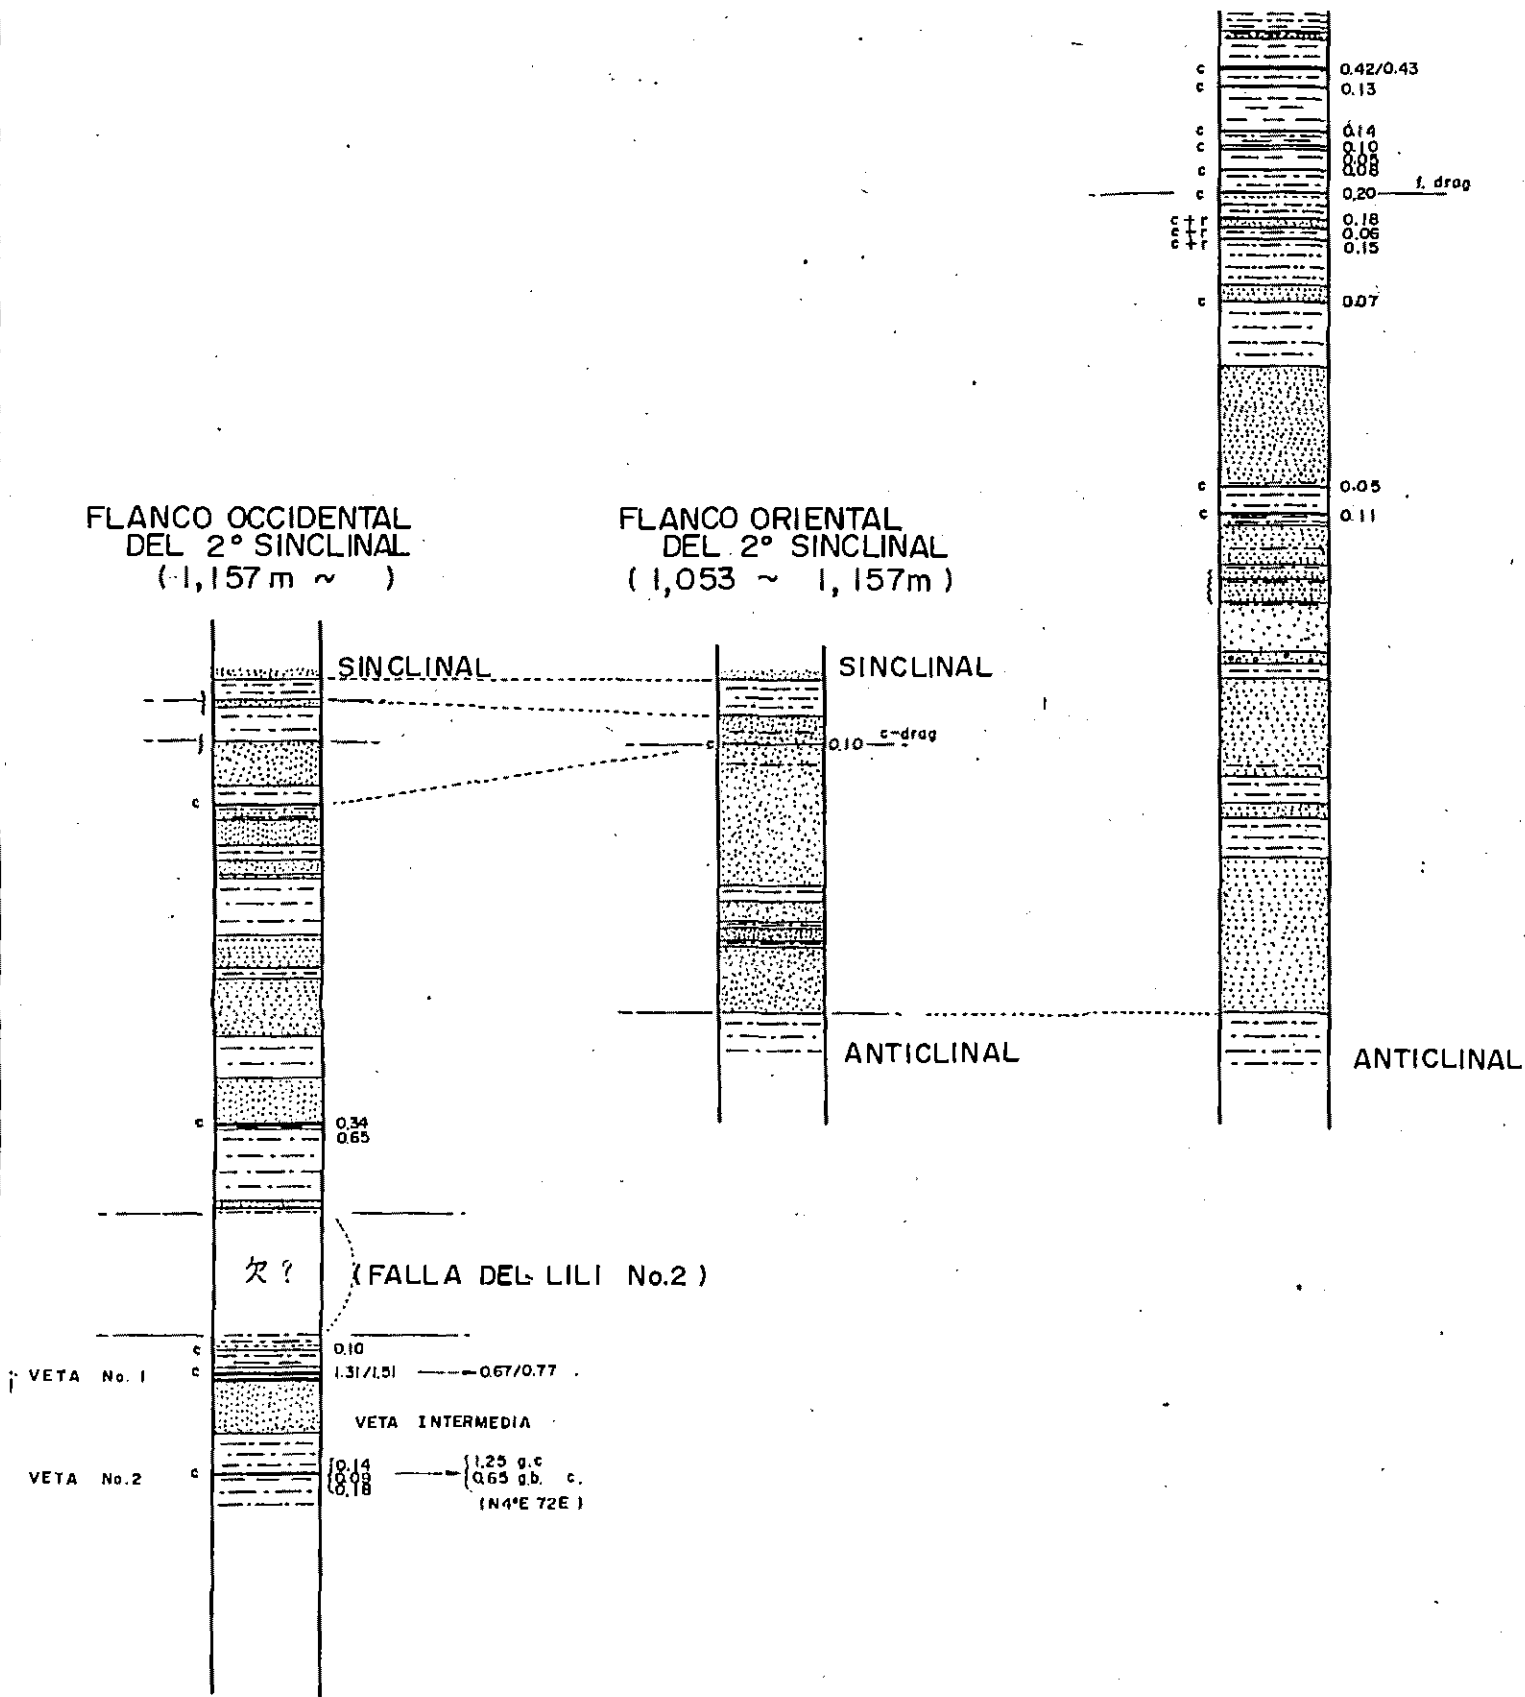 FLANCO OCCIDENTAL
DEL 2° SINCLINAL
(1,157 m ~ )
SINCLINAL
c
c
0.34
0.65
欠?
(FALLA DEL LILI No.2)
c
0.10
VETA No. 1
c
1.31/1.51
0.67/0.77
VETA INTERMEDIA
VETA No.2
c
0.14
0.09
0.18
1.25 g.c
0.65 g.b. c.
(N4°E 72E)
FLANCO ORIENTAL
DEL 2° SINCLINAL
(1,053 ~ 1,157m)
SINCLINAL
c
0.10
c-drag
ANTICLINAL
c
0.42/0.43
c
0.13
c
0.14
c
0.10
0.05
c
0.08
c
0.20
f. drag
c+r
0.18
c+r
0.06
c+r
0.15
c
0.07
c
0.05
c
0.11
ANTICLINAL